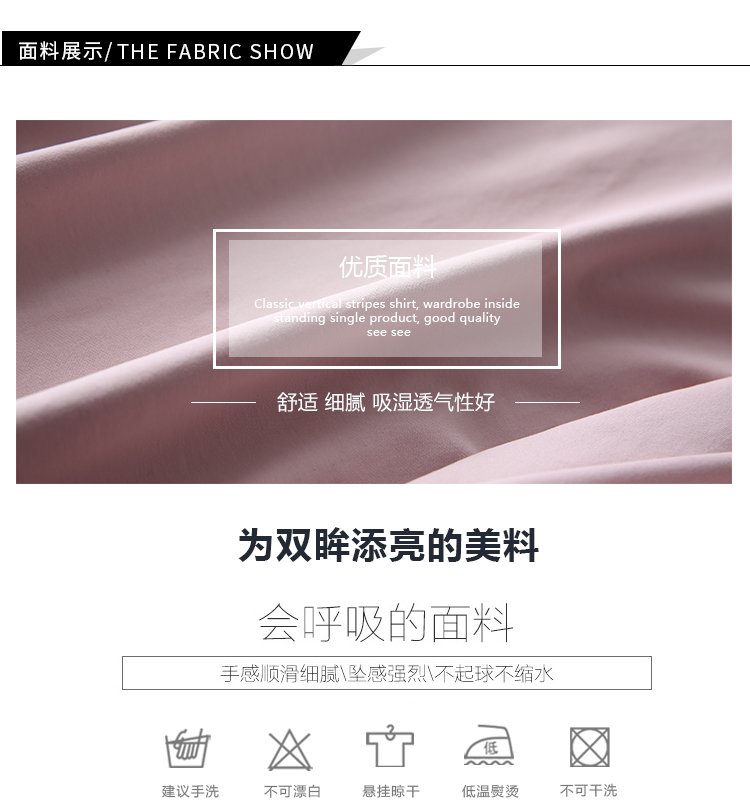 面料展示/THE FABRIC SHOW
优质面料
Classic vertical stripes shirt, wardrobe inside
standing single product, good quality
see see
舒适 细腻 吸湿透气性好
为双眸添亮的美料
会呼吸的面料
手感顺滑细腻\坠感强烈\不起球不缩水
低
建议手洗 不可漂白 悬挂晾干 低温熨烫 不可干洗